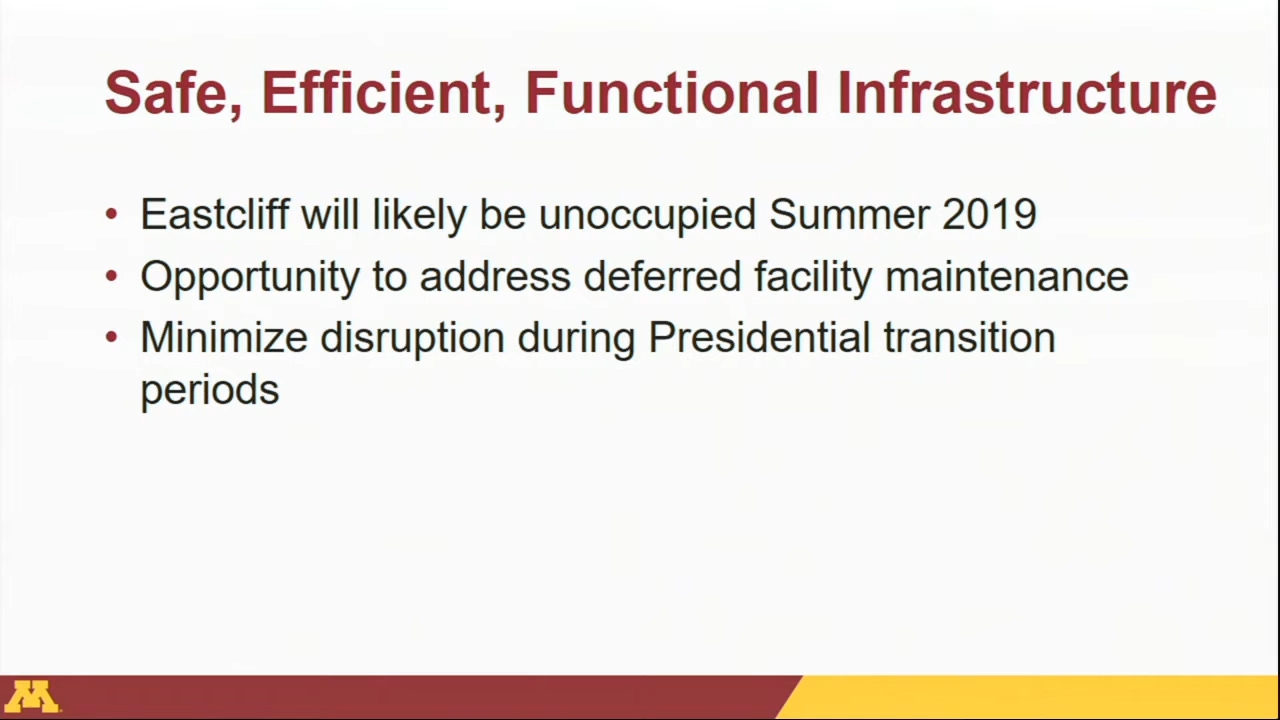 Safe, Efficient, Functional Infrastructure
• Eastcliff will likely be unoccupied Summer 2019
• Opportunity to address deferred facility maintenance
• Minimize disruption during Presidential transition
periods
M